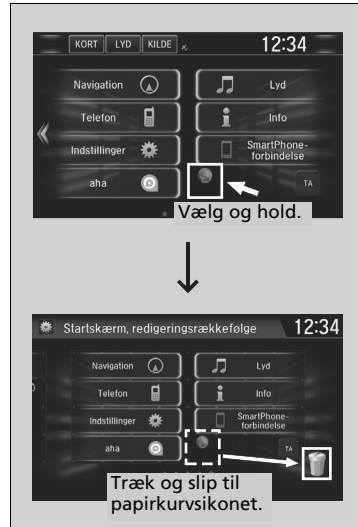 KORT LYD KILDE 12:34
Navigation Lyd
Telefon Info
Indstillinger SmartPhone-
forbindelse
aha TA
Vælg og hold.
Startskærm, redigeringsrækkefølge 12:34
Navigation Lyd
Telefon Info
Indstillinger SmartPhone-
forbindelse
aha TA
Træk og slip til
papirkurvsikonet.